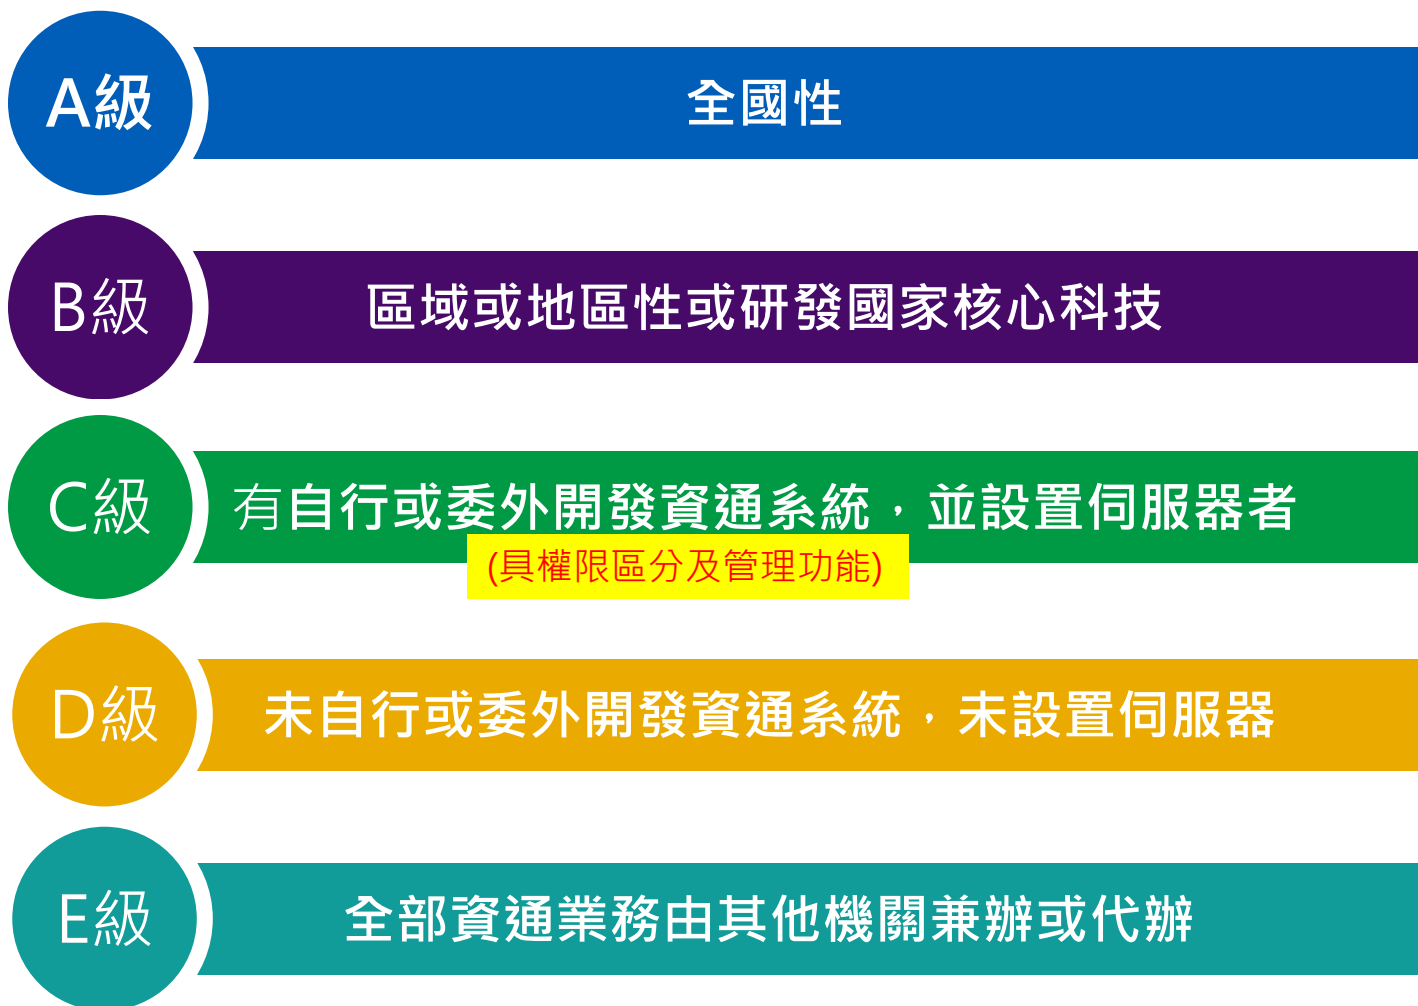 A級
全國性
B級
區域或地區性或研發國家核心科技
C級
有自行或委外開發資通系統，並設置伺服器者
(具權限區分及管理功能)
D級
未自行或委外開發資通系統，未設置伺服器
E級
全部資通業務由其他機關兼辦或代辦